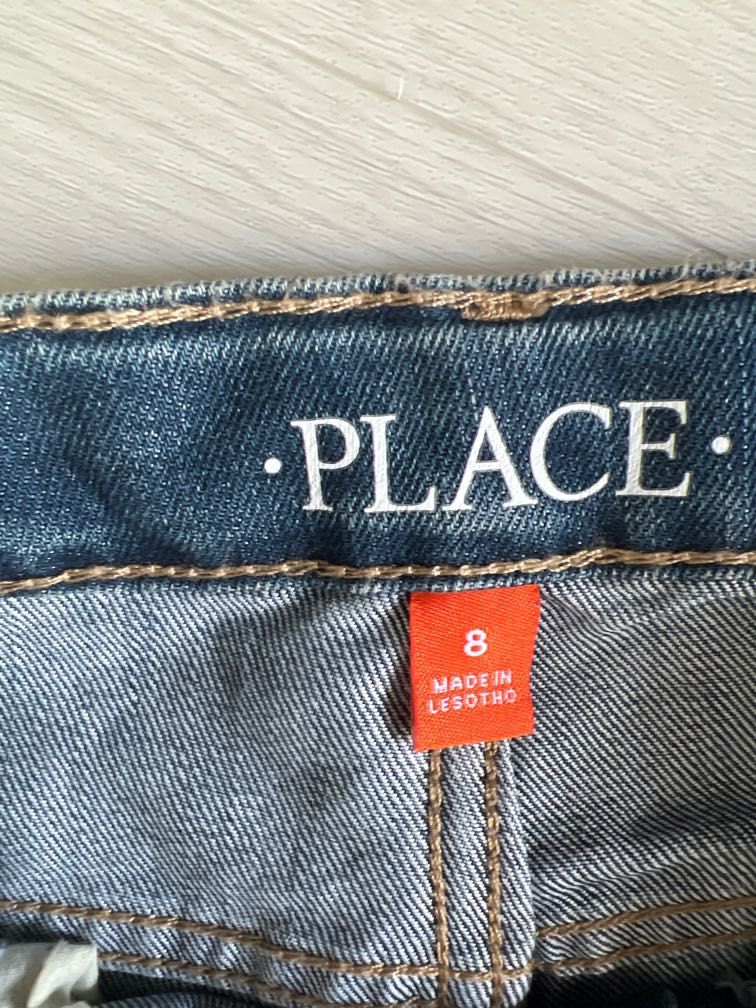 ·PLACE·
8
MADE IN
LESOTHO